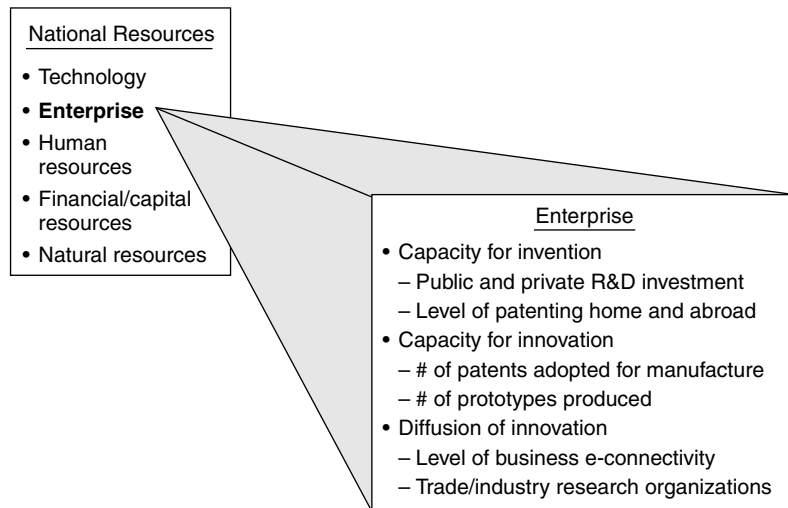 National Resources
• Technology
• Enterprise
• Human
resources
• Financial/capital
resources
• Natural resources
Enterprise
• Capacity for invention
– Public and private R&D investment
– Level of patenting home and abroad
• Capacity for innovation
– # of patents adopted for manufacture
– # of prototypes produced
• Diffusion of innovation
– Level of business e-connectivity
– Trade/industry research organizations